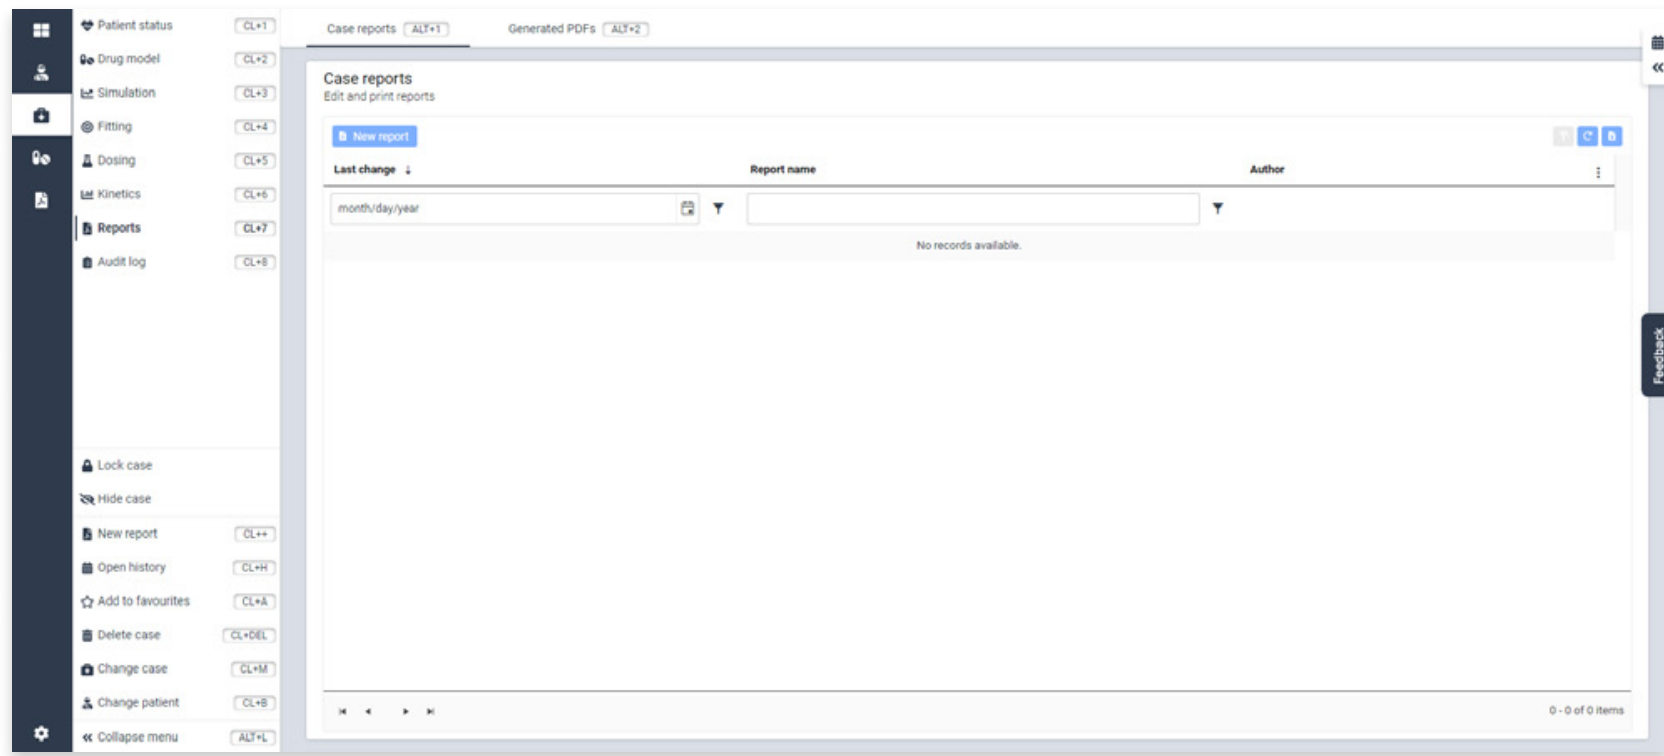 Patient status CL+1
Drug model CL+2
Simulation CL+3
Fitting CL+4
Dosing CL+5
Kinetics CL+6
Reports CL+7
Audit log CL+8
Lock case
Hide case
New report CL++
Open history CL+H
Add to favourites CL+A
Delete case CL+DEL
Change case CL+M
Change patient CL+B
Collapse menu ALT+L
Case reports ALT+1 Generated PDFs ALT+2
Case reports
Edit and print reports
New report
Last change ↓ Report name Author
month/day/year
No records available.
0 - 0 of 0 items
Feedback